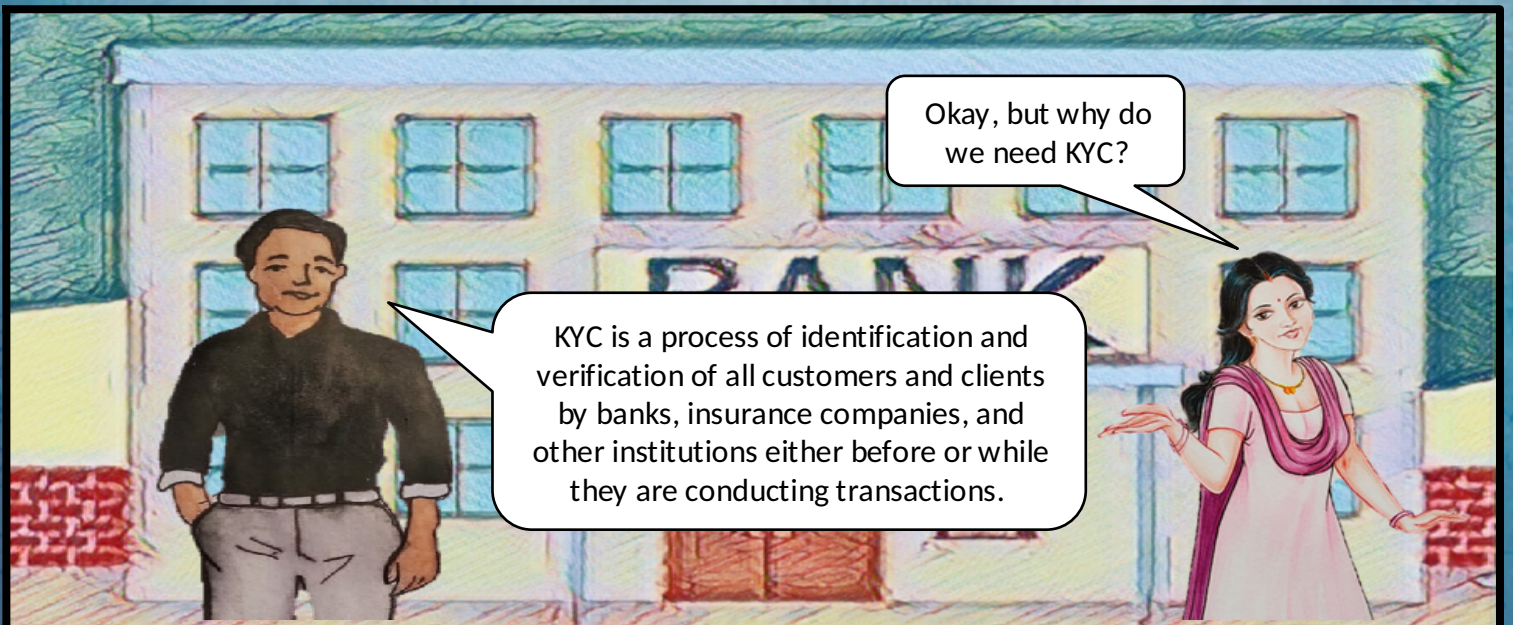 Okay, but why do
we need KYC?
BANK
KYC is a process of identification and
verification of all customers and clients
by banks, insurance companies, and
other institutions either before or while
they are conducting transactions.